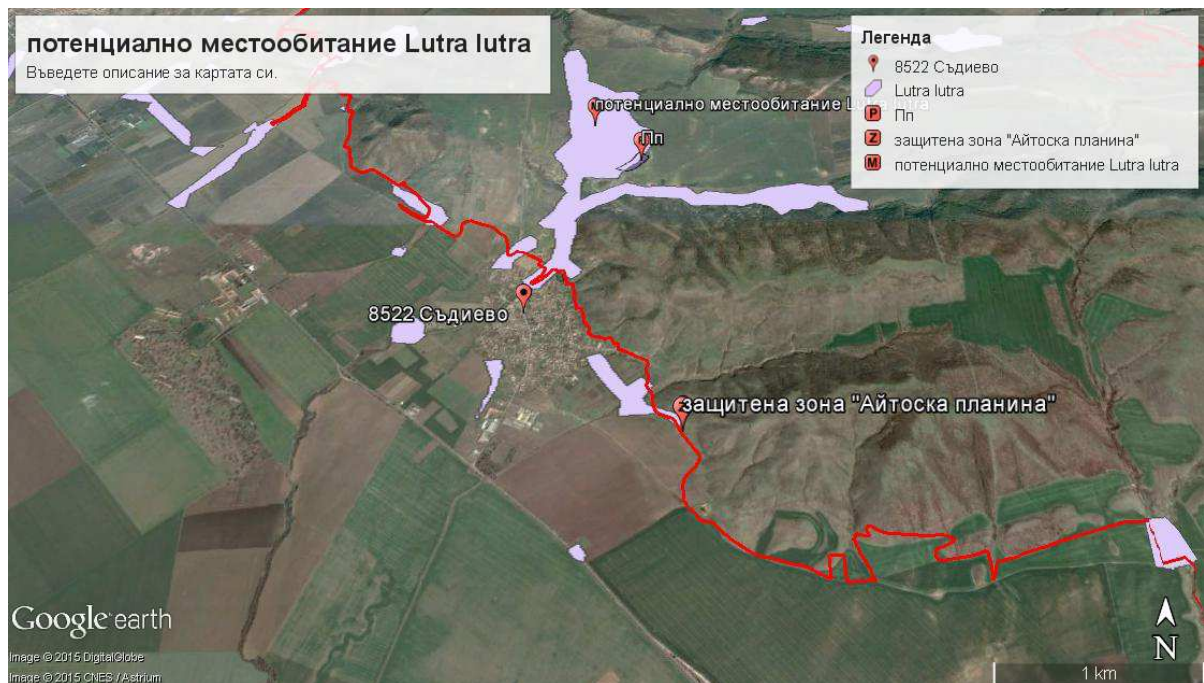 потенциално местообитание Lutra lutra
Въведете описание за картата си.
Легенда
8522 Съдиево
Lutra lutra
P Пп
Z защитена зона "Айтоска планина"
M потенциално местообитание Lutra lutra
потенциално местообитание Lutra lutra
Пп
8522 Съдиево
защитена зона "Айтоска планина"
Google earth
Image © 2015 DigitalGlobe
Image © 2015 CNES / Astrium
N
1 km